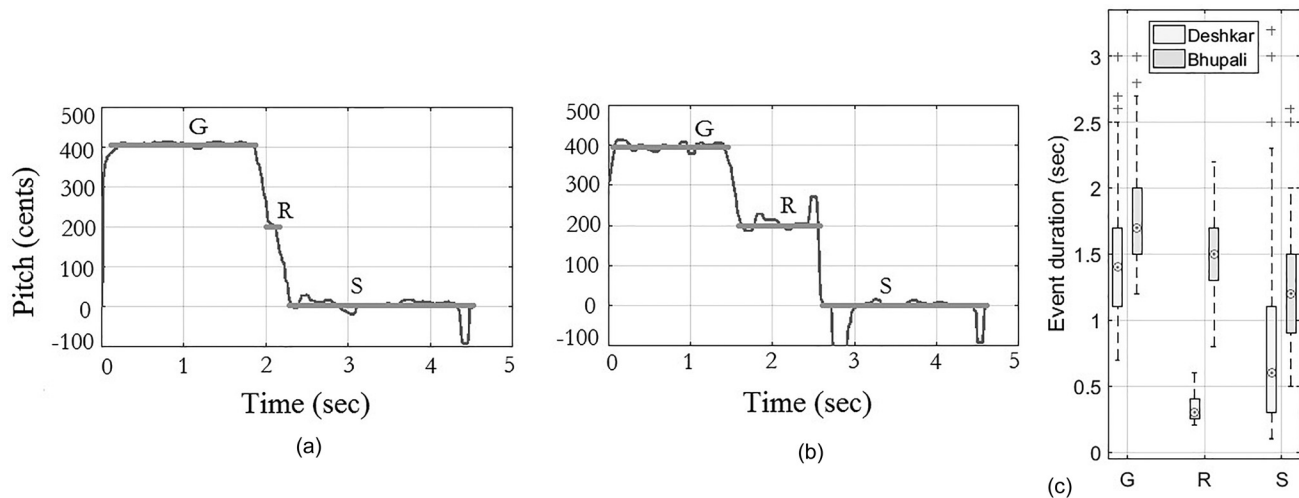 500
400
300
200
100
0
-100
Pitch (cents)
G
R
S
0 1 2 3 4 5
Time (sec)
(a)
500
400
300
200
100
0
-100
G
R
S
0 1 2 3 4 5
Time (sec)
(b)
Deshkar
Bhupali
3
2.5
2
1.5
1
0.5
0
Event duration (sec)
G R S
(c)